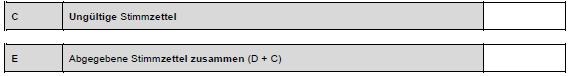 C Ungültige Stimmzettel
E Abgegebene Stimmzettel zusammen (D + C)